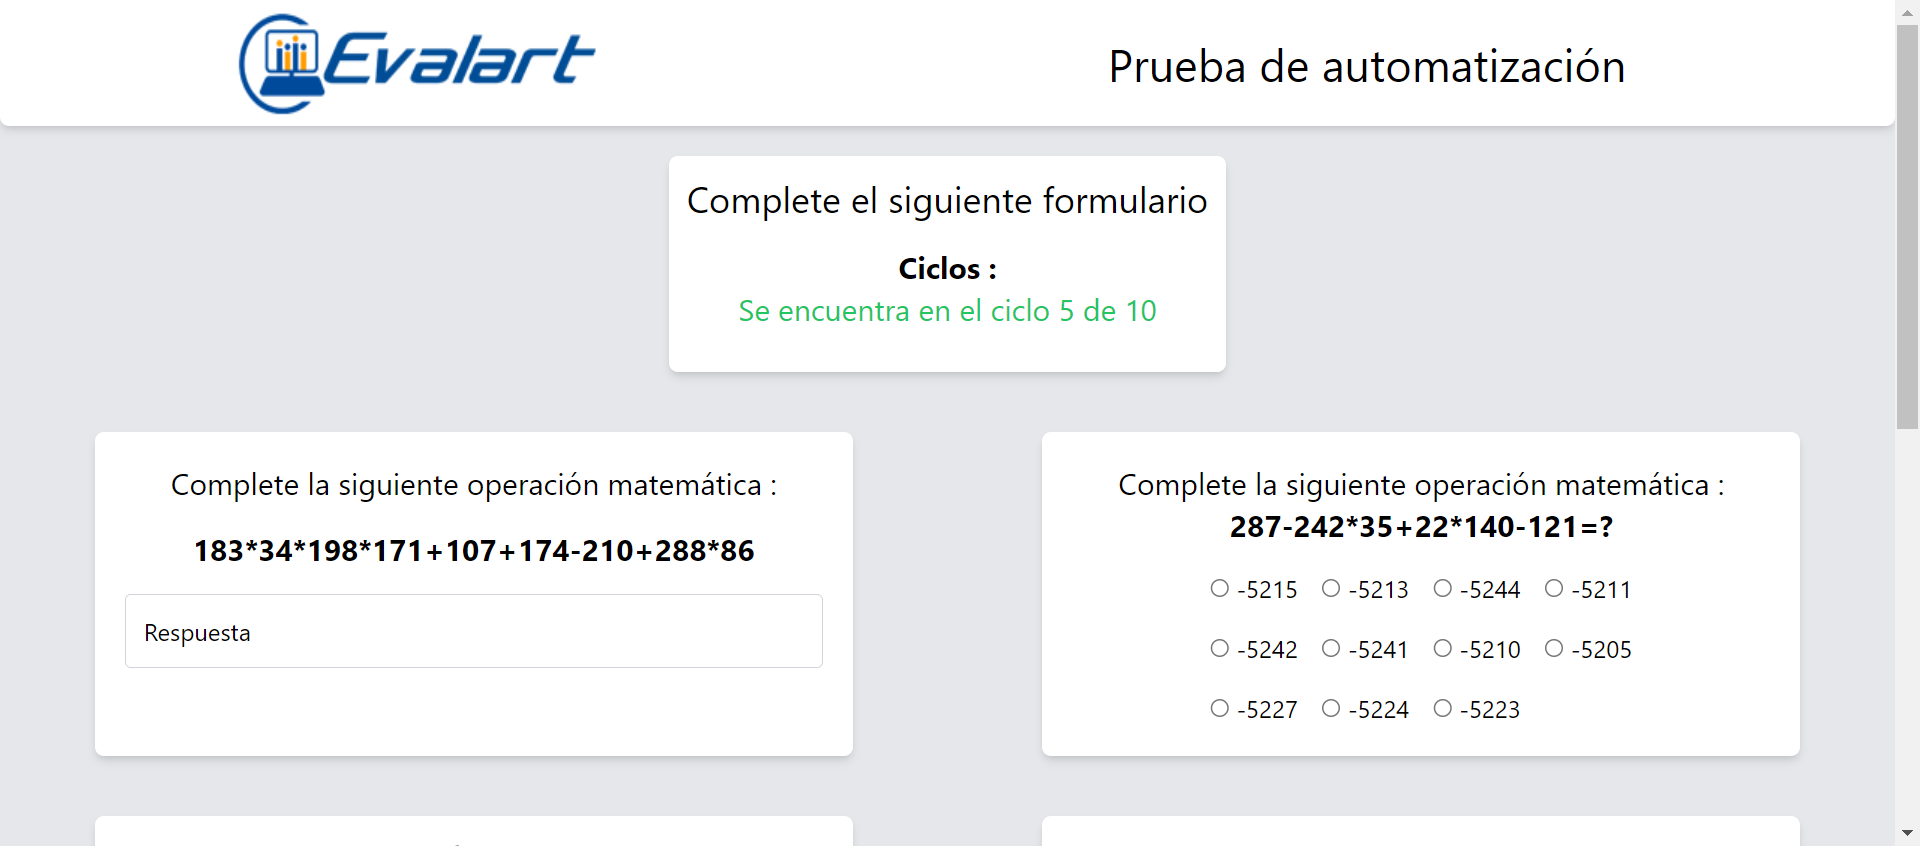 Evalart
Prueba de automatización
Complete el siguiente formulario
Ciclos :
Se encuentra en el ciclo 5 de 10
Complete la siguiente operación matemática :
183*34*198*171+107+174-210+288*86
Respuesta
Complete la siguiente operación matemática :
287-242*35+22*140-121=?
-5215 -5213 -5244 -5211
-5242 -5241 -5210 -5205
-5227 -5224 -5223